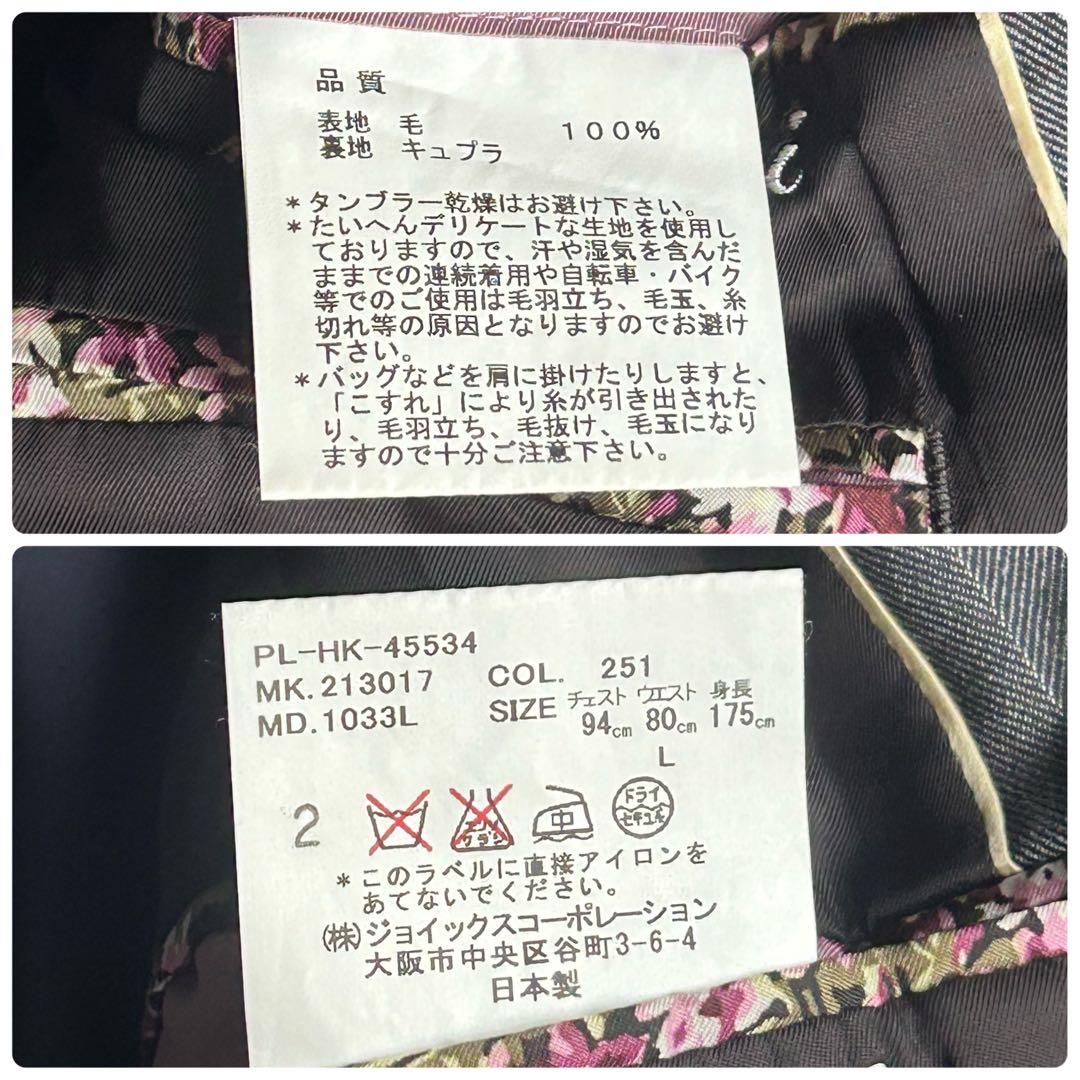 品質
表地 毛 100%
裏地 キュプラ
*タンブラー乾燥はお避け下さい。
*たいへんデリケートな生地を使用し
ておりますので、汗や湿気を含んだ
ままでの連続着用や自転車・バイク
等でのご使用は毛羽立ち、毛玉、糸
切れ等の原因となりますのでお避け
下さい。
*バッグなどを肩に掛けたりしますと、
「こすれ」により糸が引き出された
り、毛羽立ち、毛抜け、毛玉になり
ますので十分ご注意下さい。
PL-HK-45534
MK.213017 COL. 251
MD.1033L SIZE チェスト ウエスト 身長
94cm 80cm 175cm
L
2 エンソサラシ 中 ドライ セキユ系
*このラベルに直接アイロンを
あてないでください。
(株)ジョイックスコーポレーション
大阪市中央区谷町3-6-4
日本製